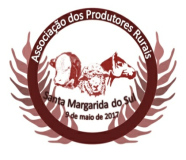 Associação dos Produtores Rurais
Santa Margarida do Sul
9 de maio de 2017